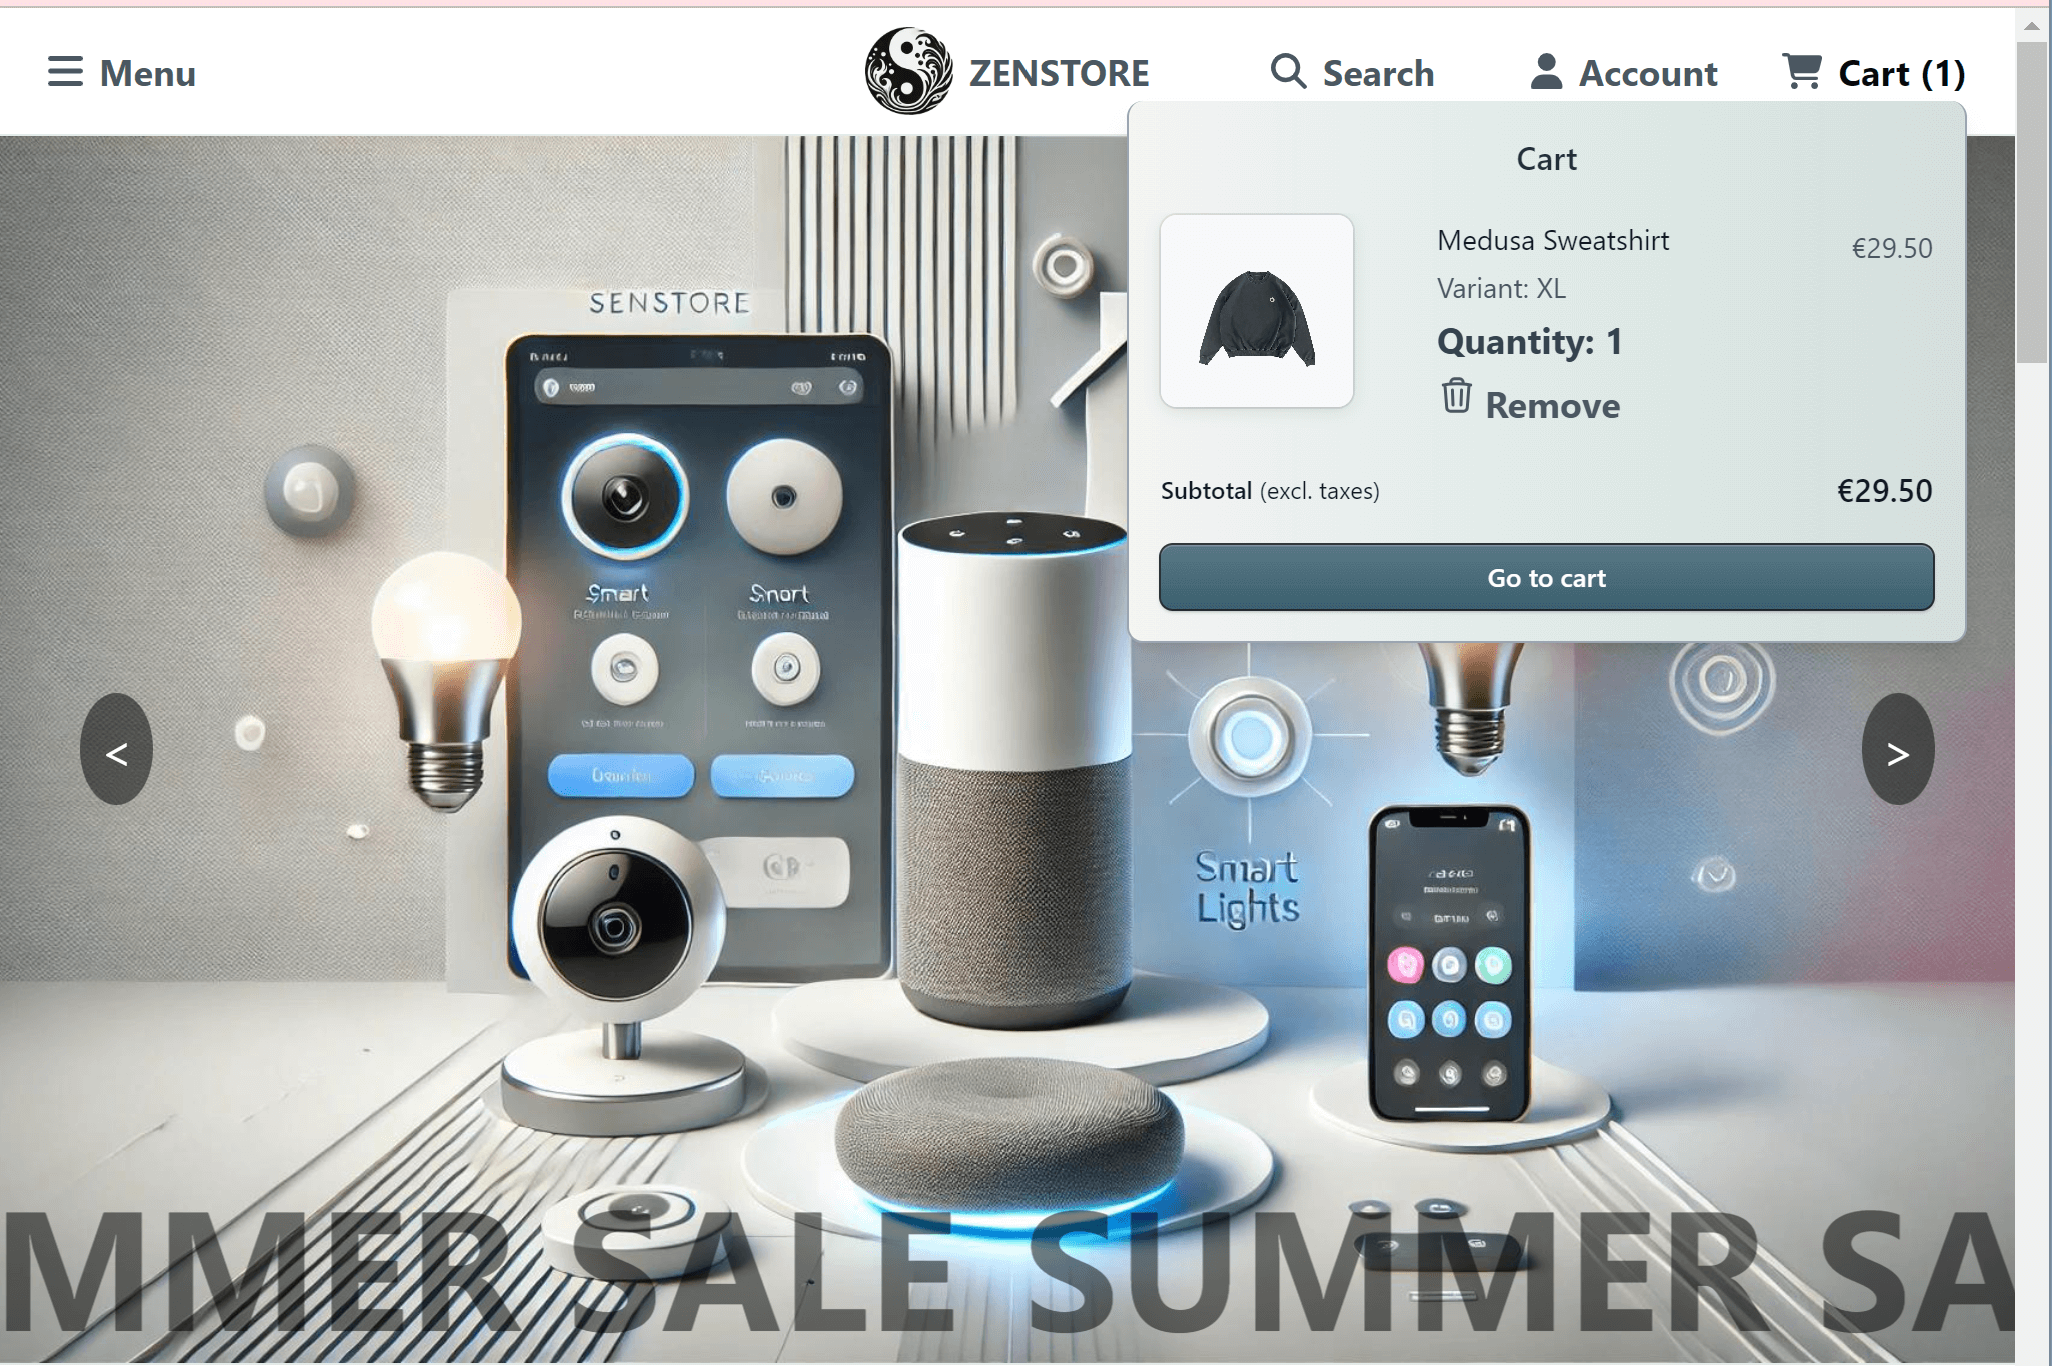 Menu
ZENSTORE
Search
Account
Cart (1)
Cart
Medusa Sweatshirt
€29.50
Variant: XL
Quantity: 1
Remove
Subtotal (excl. taxes)
€29.50
Go to cart
SENSTORE
Smart
Snort
<
>
Smart
Lights
MMER SALE SUMMER SA